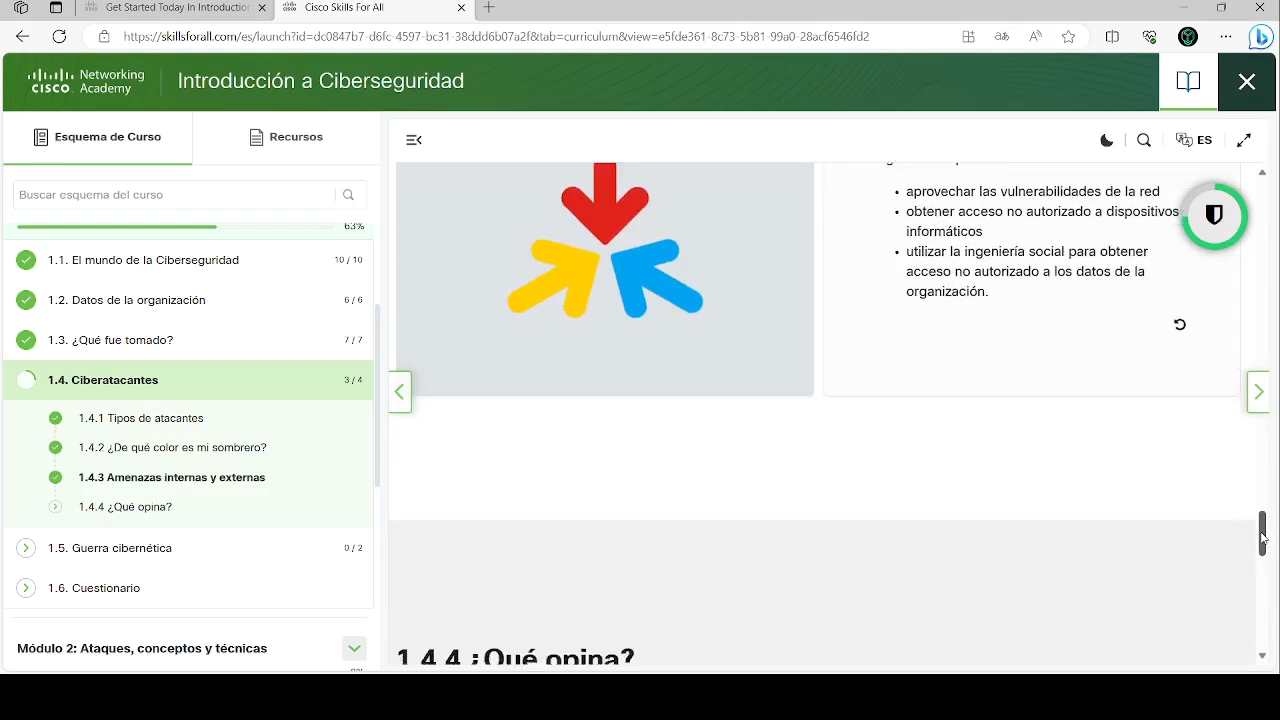 Get Started Today In Introduction
Cisco Skills For All
https://skillsforall.com/es/launch?id=dc0847b7-d6fc-4597-bc31-38ddd6b07a2f&tab=curriculum&view=e5fde361-8c73-5b81-99a0-28acf6546fd2
Networking
CISCO Academy
Introducción a Ciberseguridad
Esquema de Curso
Recursos
ES
Buscar esquema del curso
63%
1.1. El mundo de la Ciberseguridad 10 / 10
1.2. Datos de la organización 6 / 6
1.3. ¿Qué fue tomado? 7 / 7
1.4. Ciberatacantes 3 / 4
1.4.1 Tipos de atacantes
1.4.2 ¿De qué color es mi sombrero?
1.4.3 Amenazas internas y externas
1.4.4 ¿Qué opina?
1.5. Guerra cibernética 0 / 2
1.6. Cuestionario
Módulo 2: Ataques, conceptos y técnicas
• aprovechar las vulnerabilidades de la red
• obtener acceso no autorizado a dispositivos
informáticos
• utilizar la ingeniería social para obtener
acceso no autorizado a los datos de la
organización.
1.4.4 ¿Qué opina?